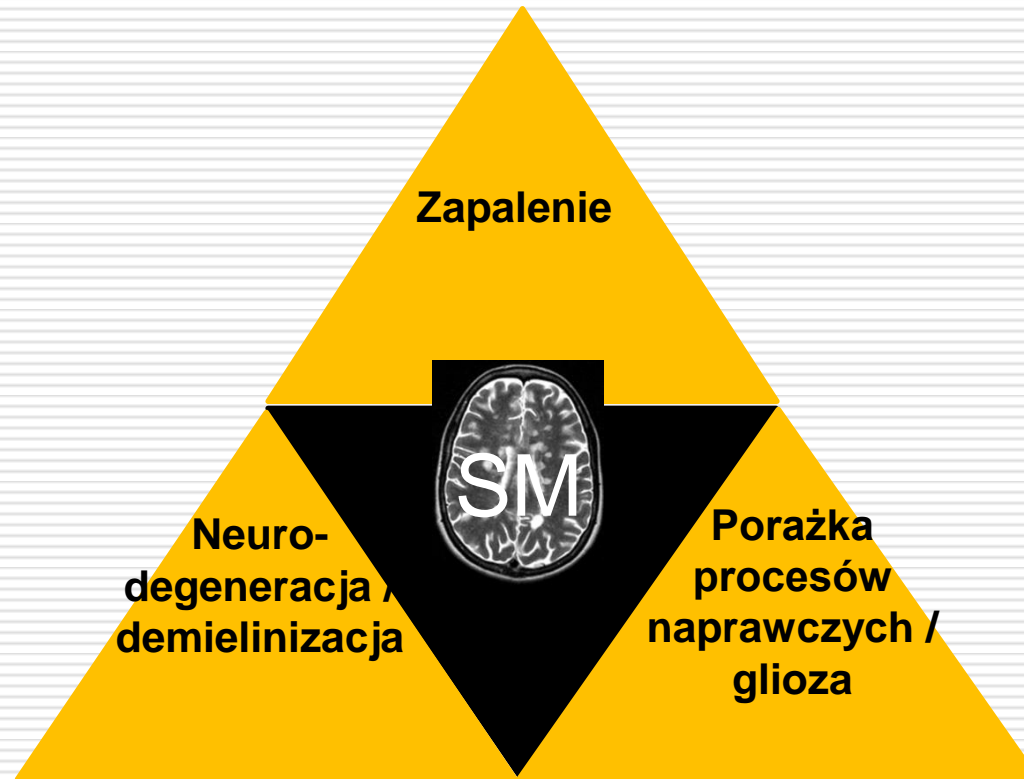 Zapalenie
SM
Neuro-
degeneracja /
demielinizacja
Porażka
procesów
naprawczych /
glioza